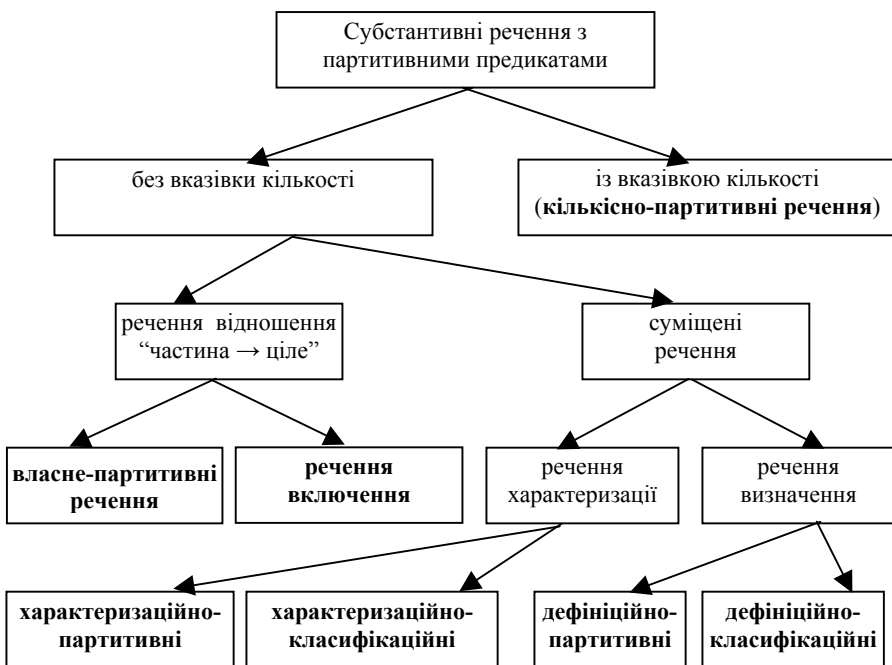 Субстантивні речення з
партитивними предикатами
без вказівки кількості
із вказівкою кількості
(кількісно-партитивні речення)
речення відношення
“частина → ціле”
суміщені
речення
власне-партитивні
речення
речення
включення
речення
характеризації
речення
визначення
характеризаційно-
партитивні
характеризаційно-
класифікаційні
дефініційно-
партитивні
дефініційно-
класифікаційні